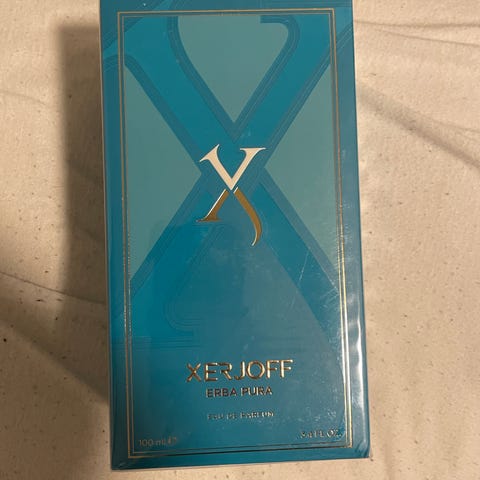 X
XERJOFF
ERBA PURA
EAU DE PARFUM
100 ml ℮ 3.4 FL.OZ.